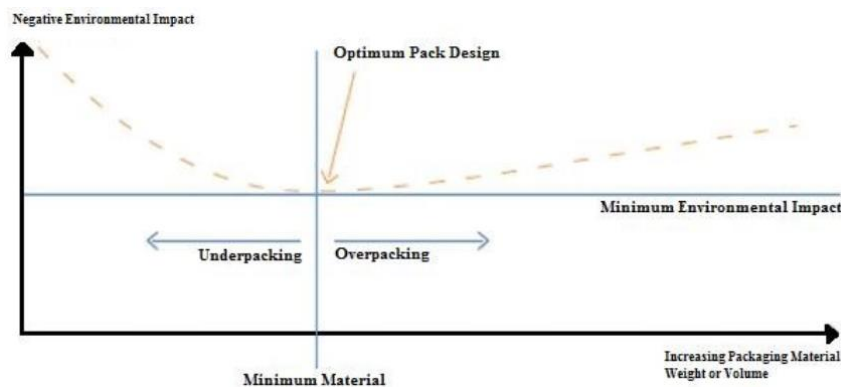 Negative Environmental Impact
Optimum Pack Design
Minimum Environmental Impact
Underpacking
Overpacking
Increasing Packaging Material
Weight or Volume
Minimum Material